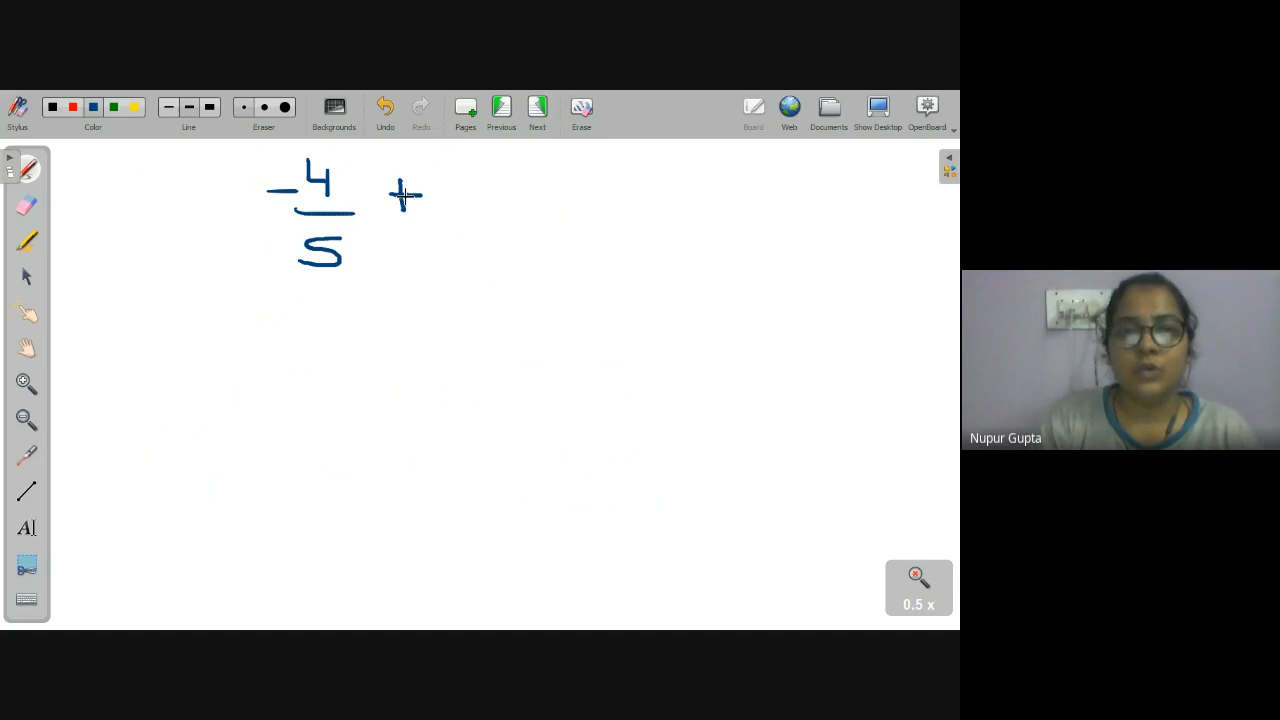 Stylus Color Line Eraser Backgrounds Undo Redo Pages Previous Next Erase Board Web Documents Show Desktop OpenBoard
-4 +
5
AI
Nupur Gupta
0.5 x